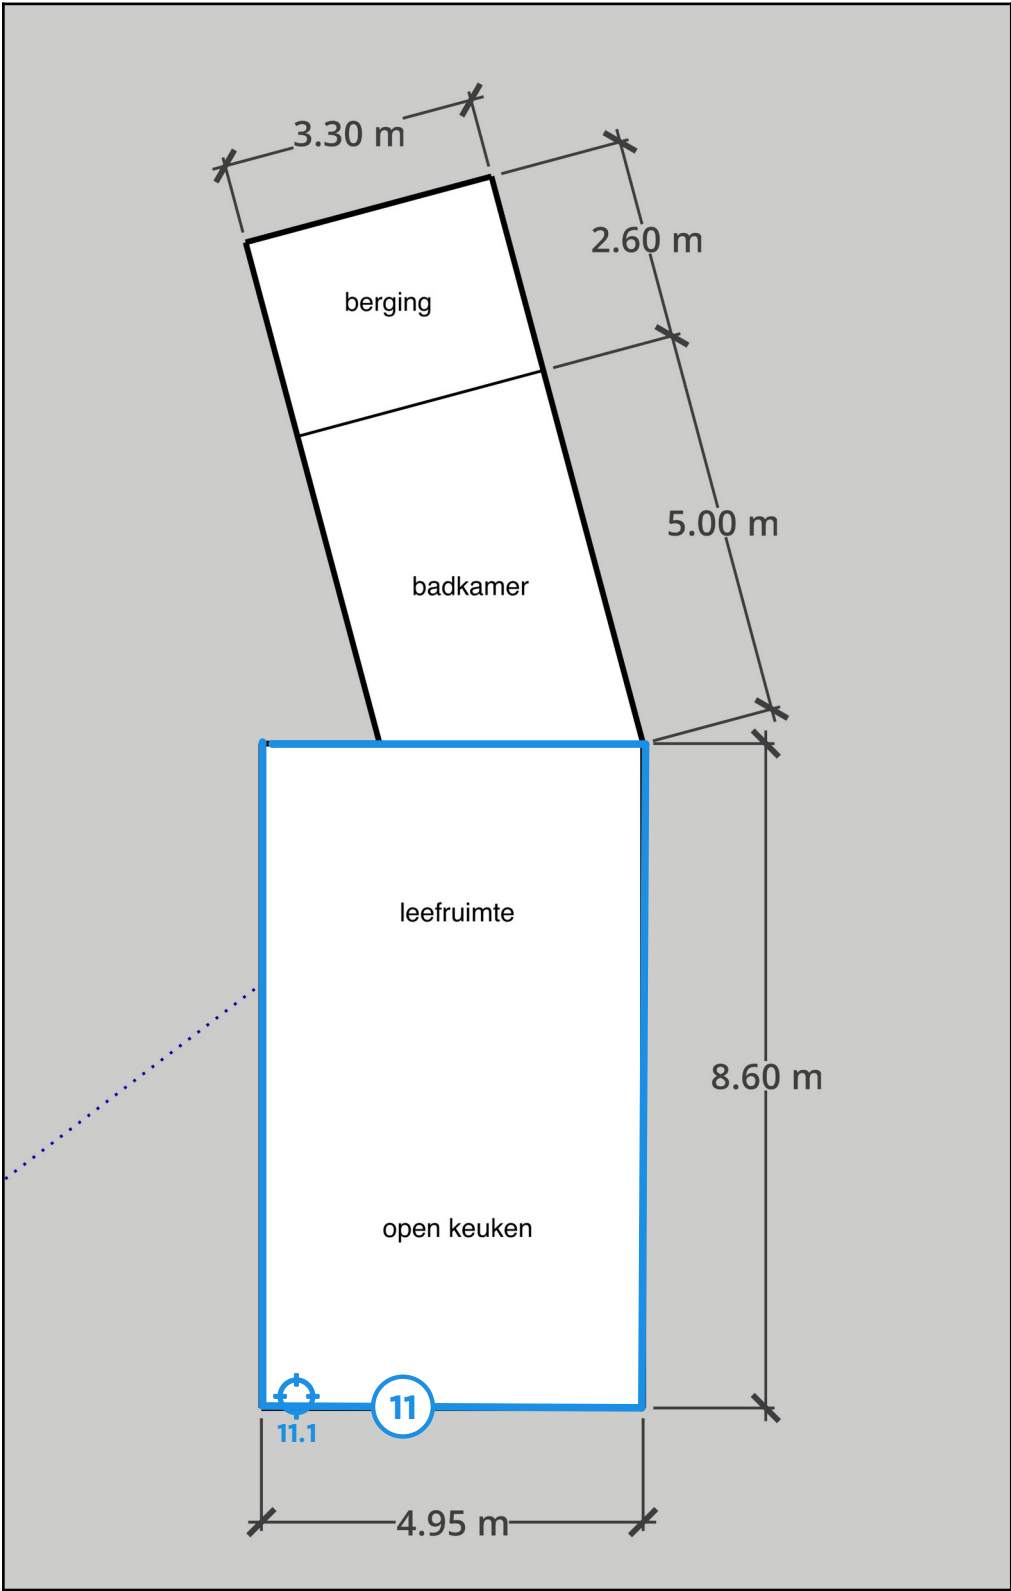 3.30 m
2.60 m
berging
5.00 m
badkamer
leefruimte
8.60 m
open keuken
11
11.1
4.95 m